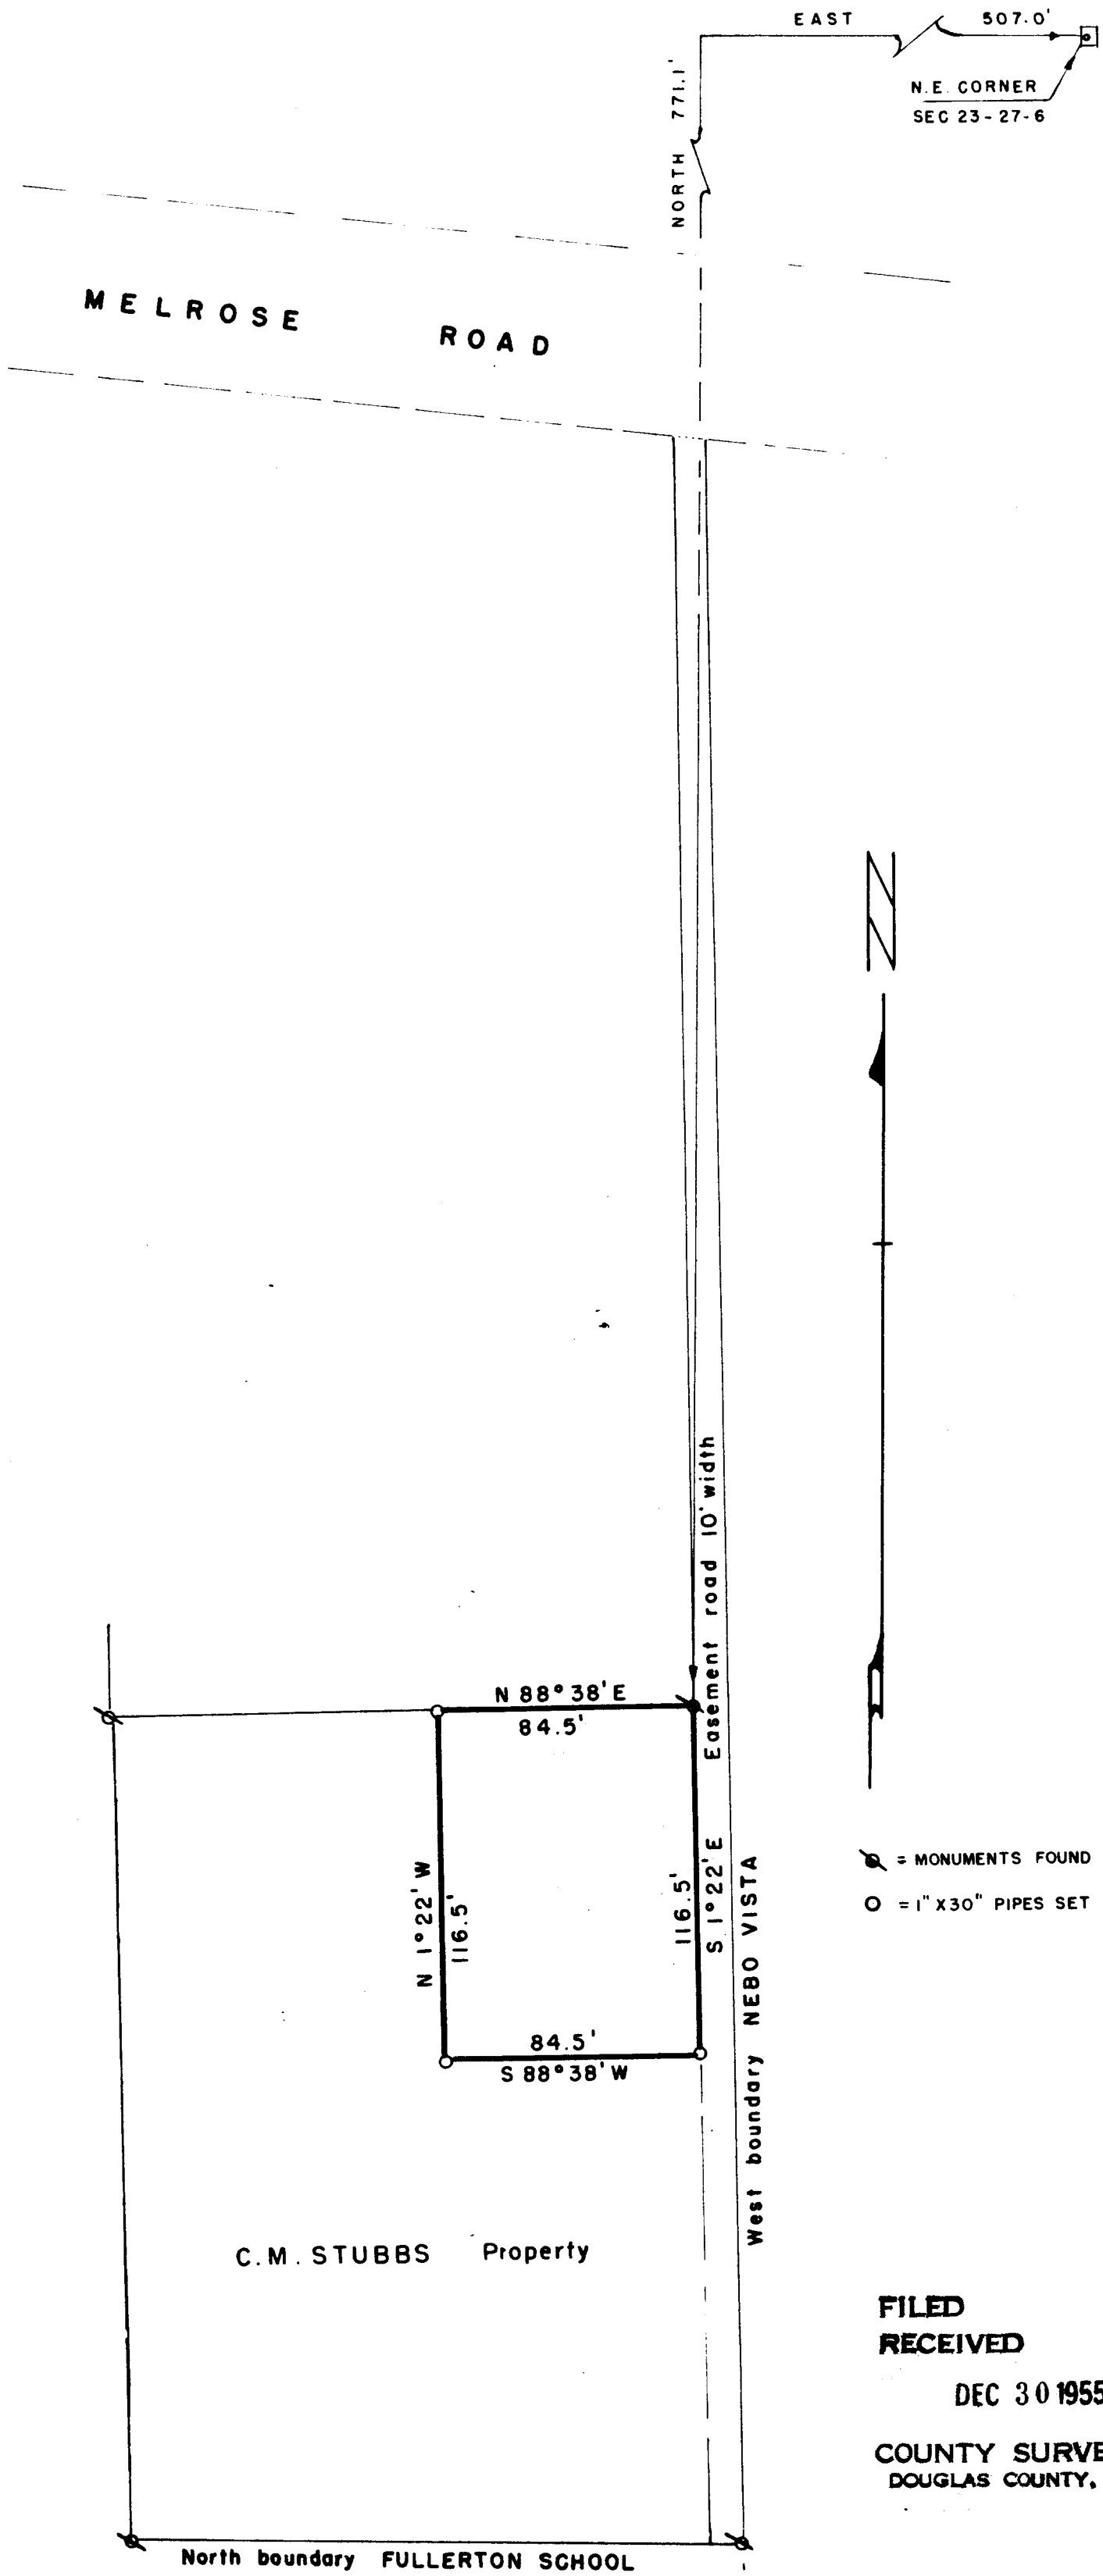 EAST 507.0'
NORTH 771.1'
N.E. CORNER
SEC 23-27-6
MELROSE ROAD
N
Easement road 10' width
N 88° 38' E
84.5'
N 1° 22' W
116.5'
116.5'
S 1° 22' E
84.5'
S 88° 38' W
West boundary NEBO VISTA
= MONUMENTS FOUND
= 1" X 30" PIPES SET
C.M. STUBBS Property
FILED
RECEIVED
DEC 30 1955
COUNTY SURVE
DOUGLAS COUNTY,
North boundary FULLERTON SCHOOL